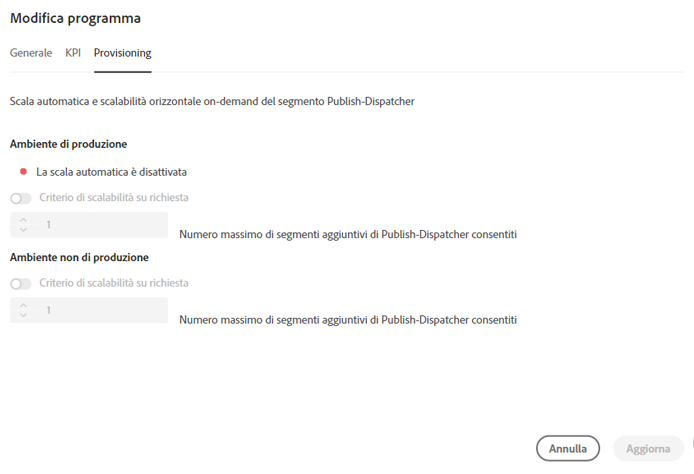 Modifica programma
Generale KPI Provisioning
Scala automatica e scalabilità orizzontale on-demand del segmento Publish-Dispatcher
Ambiente di produzione
La scala automatica è disattivata
Criterio di scalabilità su richiesta
1 Numero massimo di segmenti aggiuntivi di Publish-Dispatcher consentiti
Ambiente non di produzione
Criterio di scalabilità su richiesta
1 Numero massimo di segmenti aggiuntivi di Publish-Dispatcher consentiti
Annulla Aggiorna